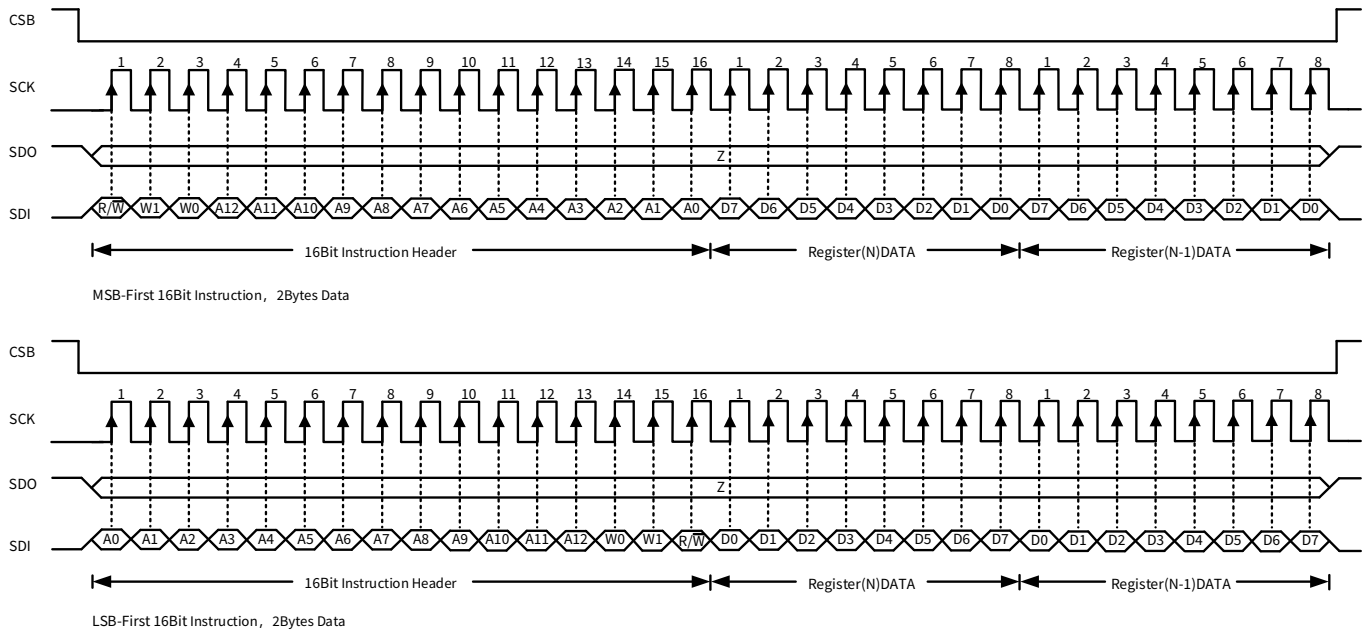 CSB
SCK 1 2 3 4 5 6 7 8 9 10 11 12 13 14 15 16 1 2 3 4 5 6 7 8 1 2 3 4 5 6 7 8
SDO Z
SDI R/W̅ W1 W0 A12 A11 A10 A9 A8 A7 A6 A5 A4 A3 A2 A1 A0 D7 D6 D5 D4 D3 D2 D1 D0 D7 D6 D5 D4 D3 D2 D1 D0
16Bit Instruction Header Register(N)DATA Register(N-1)DATA
MSB-First 16Bit Instruction, 2Bytes Data
CSB
SCK 1 2 3 4 5 6 7 8 9 10 11 12 13 14 15 16 1 2 3 4 5 6 7 8 1 2 3 4 5 6 7 8
SDO Z
SDI A0 A1 A2 A3 A4 A5 A6 A7 A8 A9 A10 A11 A12 W0 W1 R/W̅ D0 D1 D2 D3 D4 D5 D6 D7 D0 D1 D2 D3 D4 D5 D6 D7
16Bit Instruction Header Register(N)DATA Register(N-1)DATA
LSB-First 16Bit Instruction, 2Bytes Data